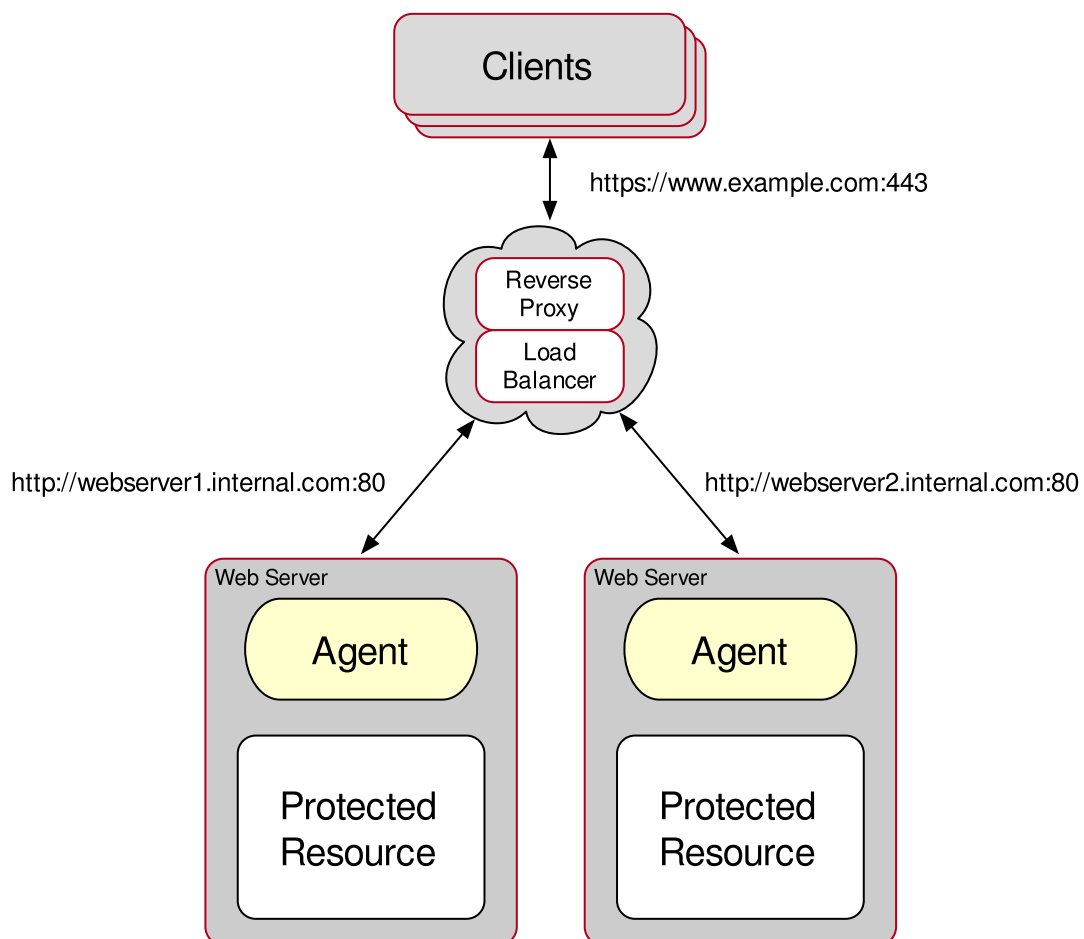 Clients
https://www.example.com:443
Reverse
Proxy
Load
Balancer
http://webserver1.internal.com:80
http://webserver2.internal.com:80
Web Server
Agent
Protected
Resource
Web Server
Agent
Protected
Resource